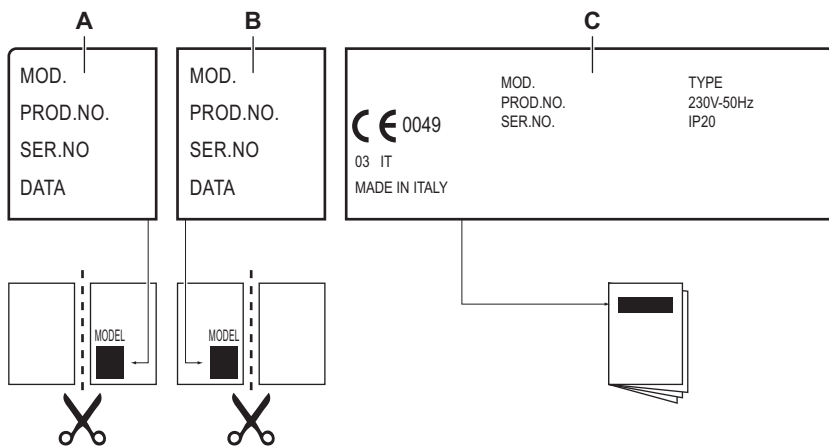 A
B
C
MOD.
PROD.NO.
SER.NO
DATA
MOD.
PROD.NO.
SER.NO
DATA
MOD.
PROD.NO.
SER.NO.
TYPE
230V-50Hz
IP20
CE 0049
03 IT
MADE IN ITALY
MODEL
MODEL